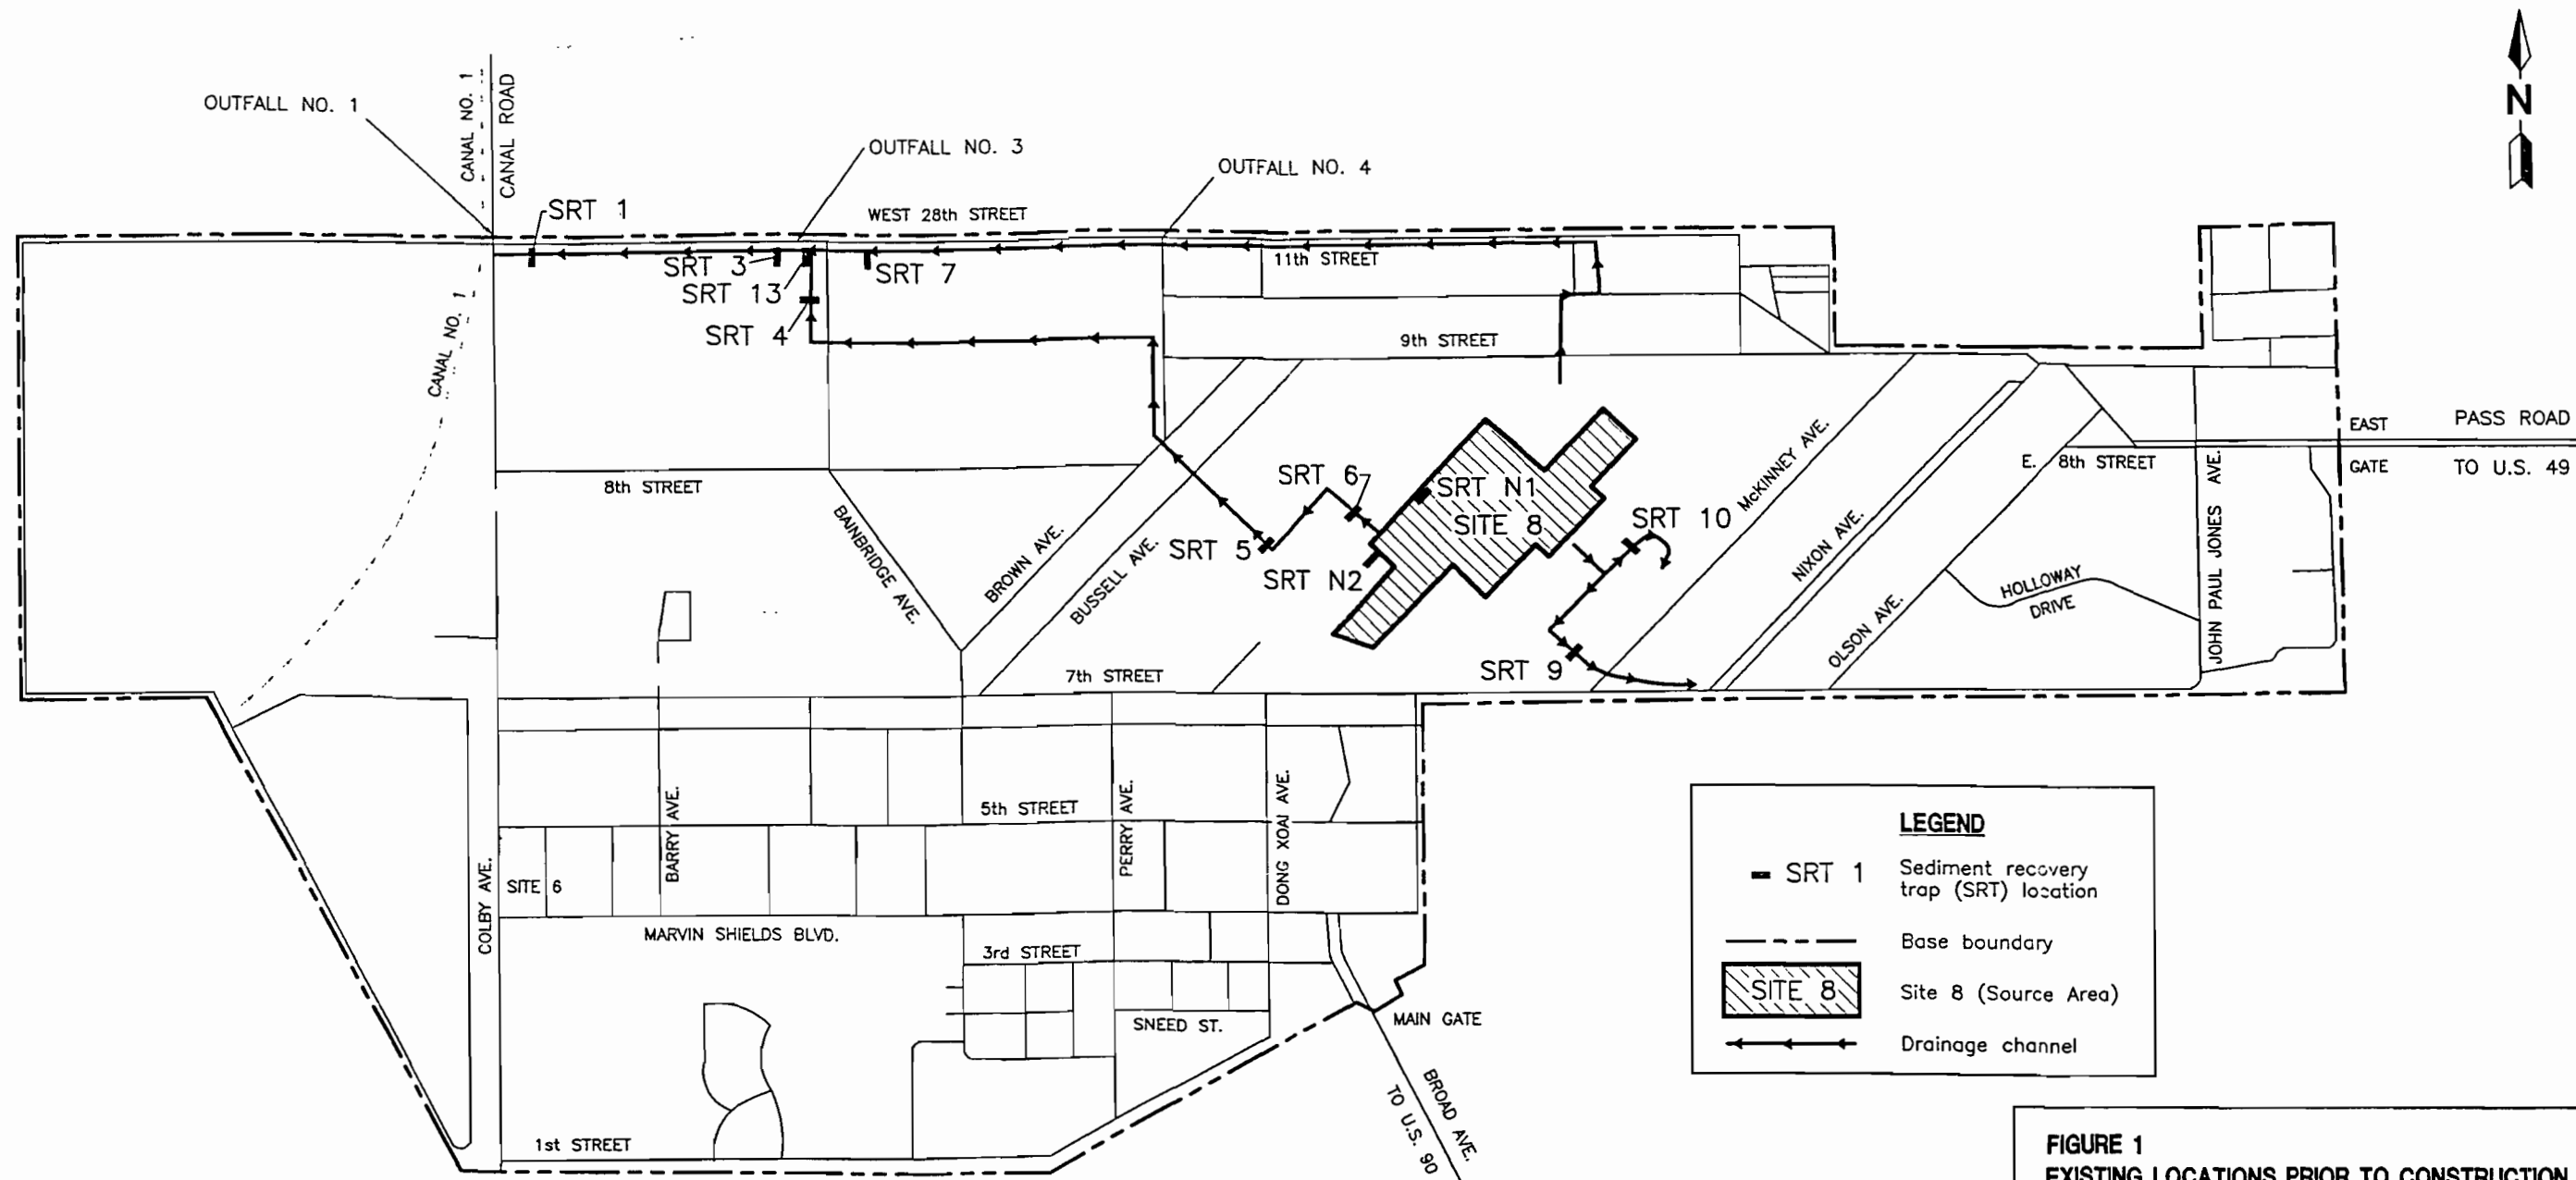 N
CANAL NO. 1
CANAL ROAD
OUTFALL NO. 1
OUTFALL NO. 3
OUTFALL NO. 4
SRT 1
WEST 28th STREET
SRT 3
SRT 13
SRT 7
11th STREET
SRT 4
9th STREET
CANAL NO. 1
EAST
GATE
PASS ROAD
TO U.S. 49
8th STREET
E. 8th STREET
BAINBRIDGE AVE.
BROWN AVE.
BUSSELL AVE.
SRT 6
SRT 5
SRT N2
SRT N1
SITE 8
SRT 10
SRT 9
McKINNEY AVE.
NIXON AVE.
OLSON AVE.
HOLLOWAY
DRIVE
JOHN PAUL JONES AVE.
7th STREET
5th STREET
BARRY AVE.
PERRY AVE.
DONG XOAI AVE.
COLBY AVE.
SITE 6
MARVIN SHIELDS BLVD.
3rd STREET
SNEED ST.
MAIN GATE
BROAD AVE.
TO U.S. 90
1st STREET
LEGEND
SRT 1
Sediment recovery
trap (SRT) location
Base boundary
SITE 8
Site 8 (Source Area)
Drainage channel
FIGURE 1
EXISTING LOCATIONS PRIOR TO CONSTRUCTION